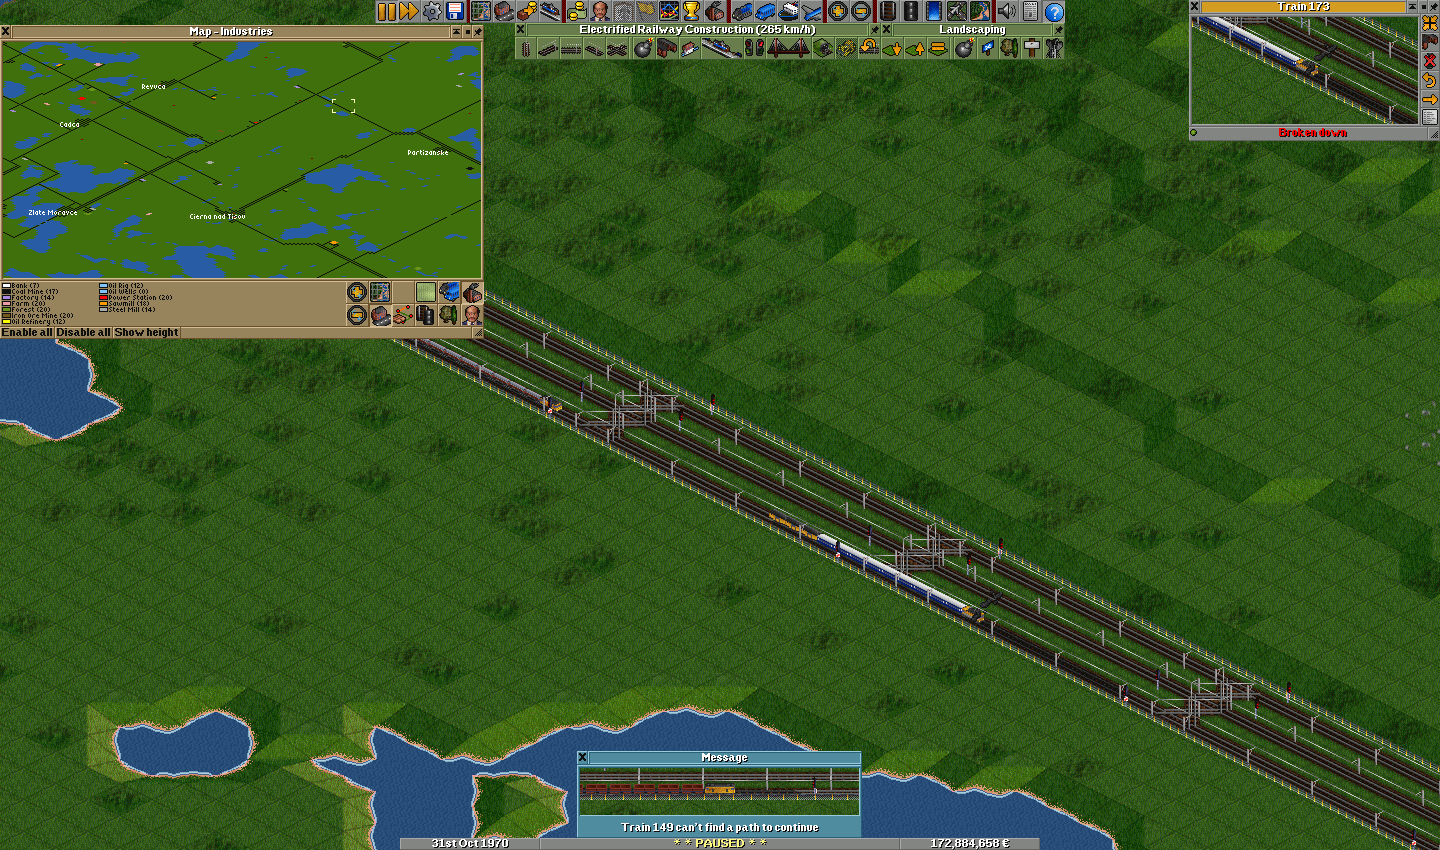 Map - Industries
Electrified Railway Construction (265 km/h)
Landscaping
Train 173
Revuca
Cadca
Partizanske
Zlate Moravce
Cierna nad Tisou
Broken down
Bank (7)
Coal Mine (17)
Factory (14)
Farm (20)
Forest (20)
Iron Ore Mine (20)
Oil Refinery (12)
Oil Rig (12)
Oil Wells (0)
Power Station (20)
Sawmill (18)
Steel Mill (14)
Enable all
Disable all
Show height
Message
Train 149 can't find a path to continue
31st Oct 1970
* * PAUSED * *
172,884,658 €